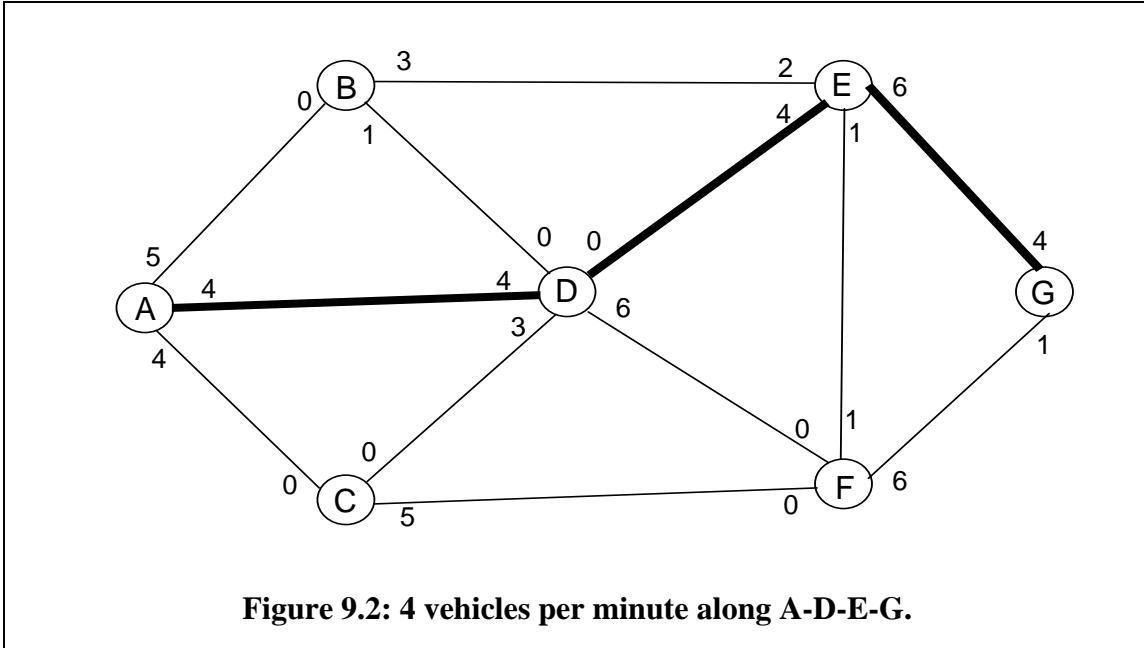 3 2
B E 6
0 4
1 1
0 0
5 4
4 4 D G
A 3 6
4 1
0 0 1
0 C F 6
5 0
Figure 9.2: 4 vehicles per minute along A-D-E-G.